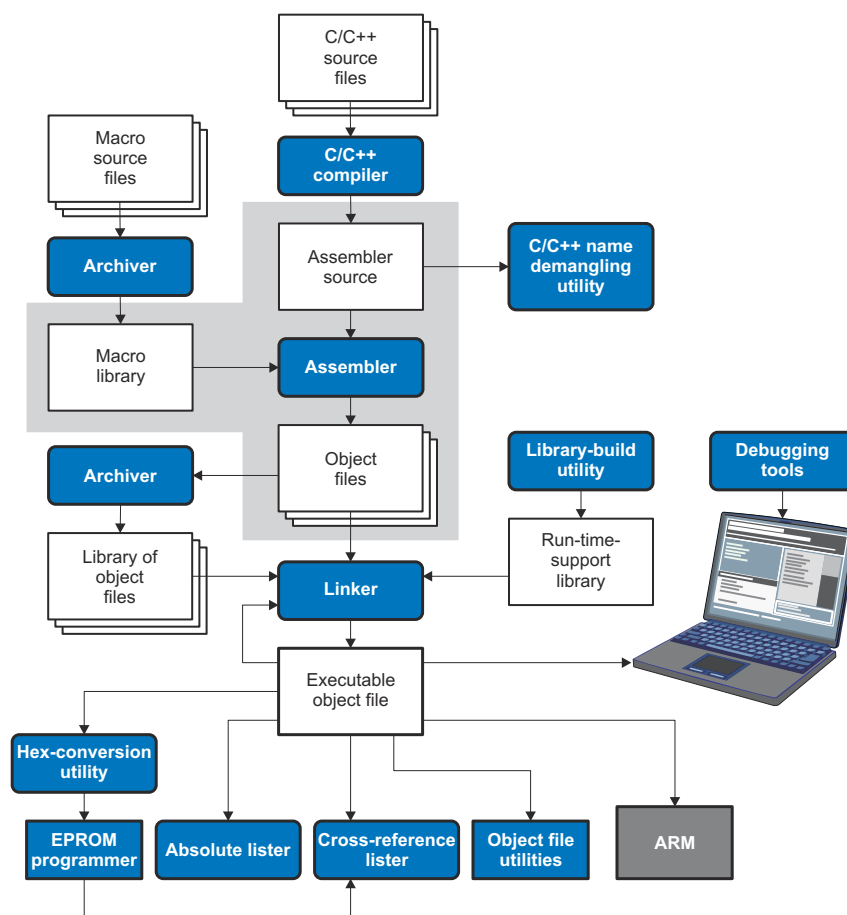 C/C++
source
files
Macro
source
files
C/C++
compiler
Archiver
Assembler
source
C/C++ name
demangling
utility
Macro
library
Assembler
Archiver
Object
files
Library-build
utility
Debugging
tools
Library of
object
files
Linker
Run-time-
support
library
Executable
object file
Hex-conversion
utility
EPROM
programmer
Absolute lister
Cross-reference
lister
Object file
utilities
ARM